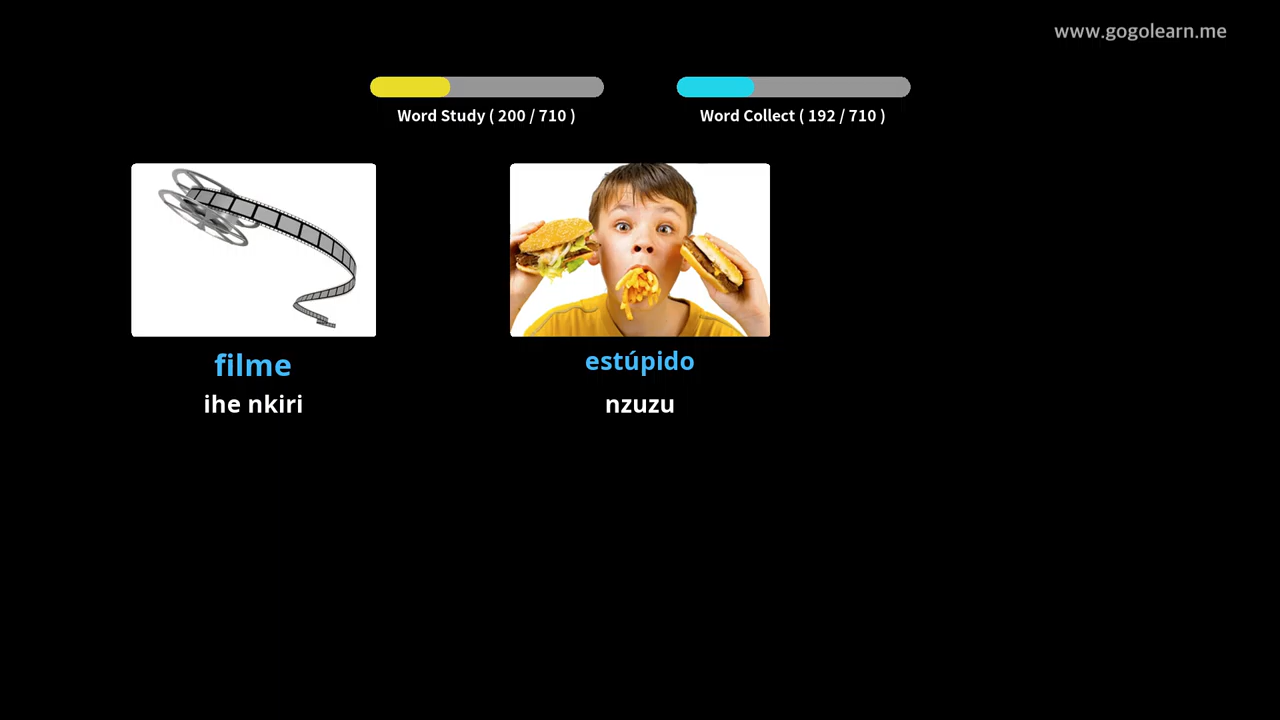 www.gogolearn.me
Word Study ( 200 / 710 )
Word Collect ( 192 / 710 )
filme
ihe nkiri
estúpido
nzuzu